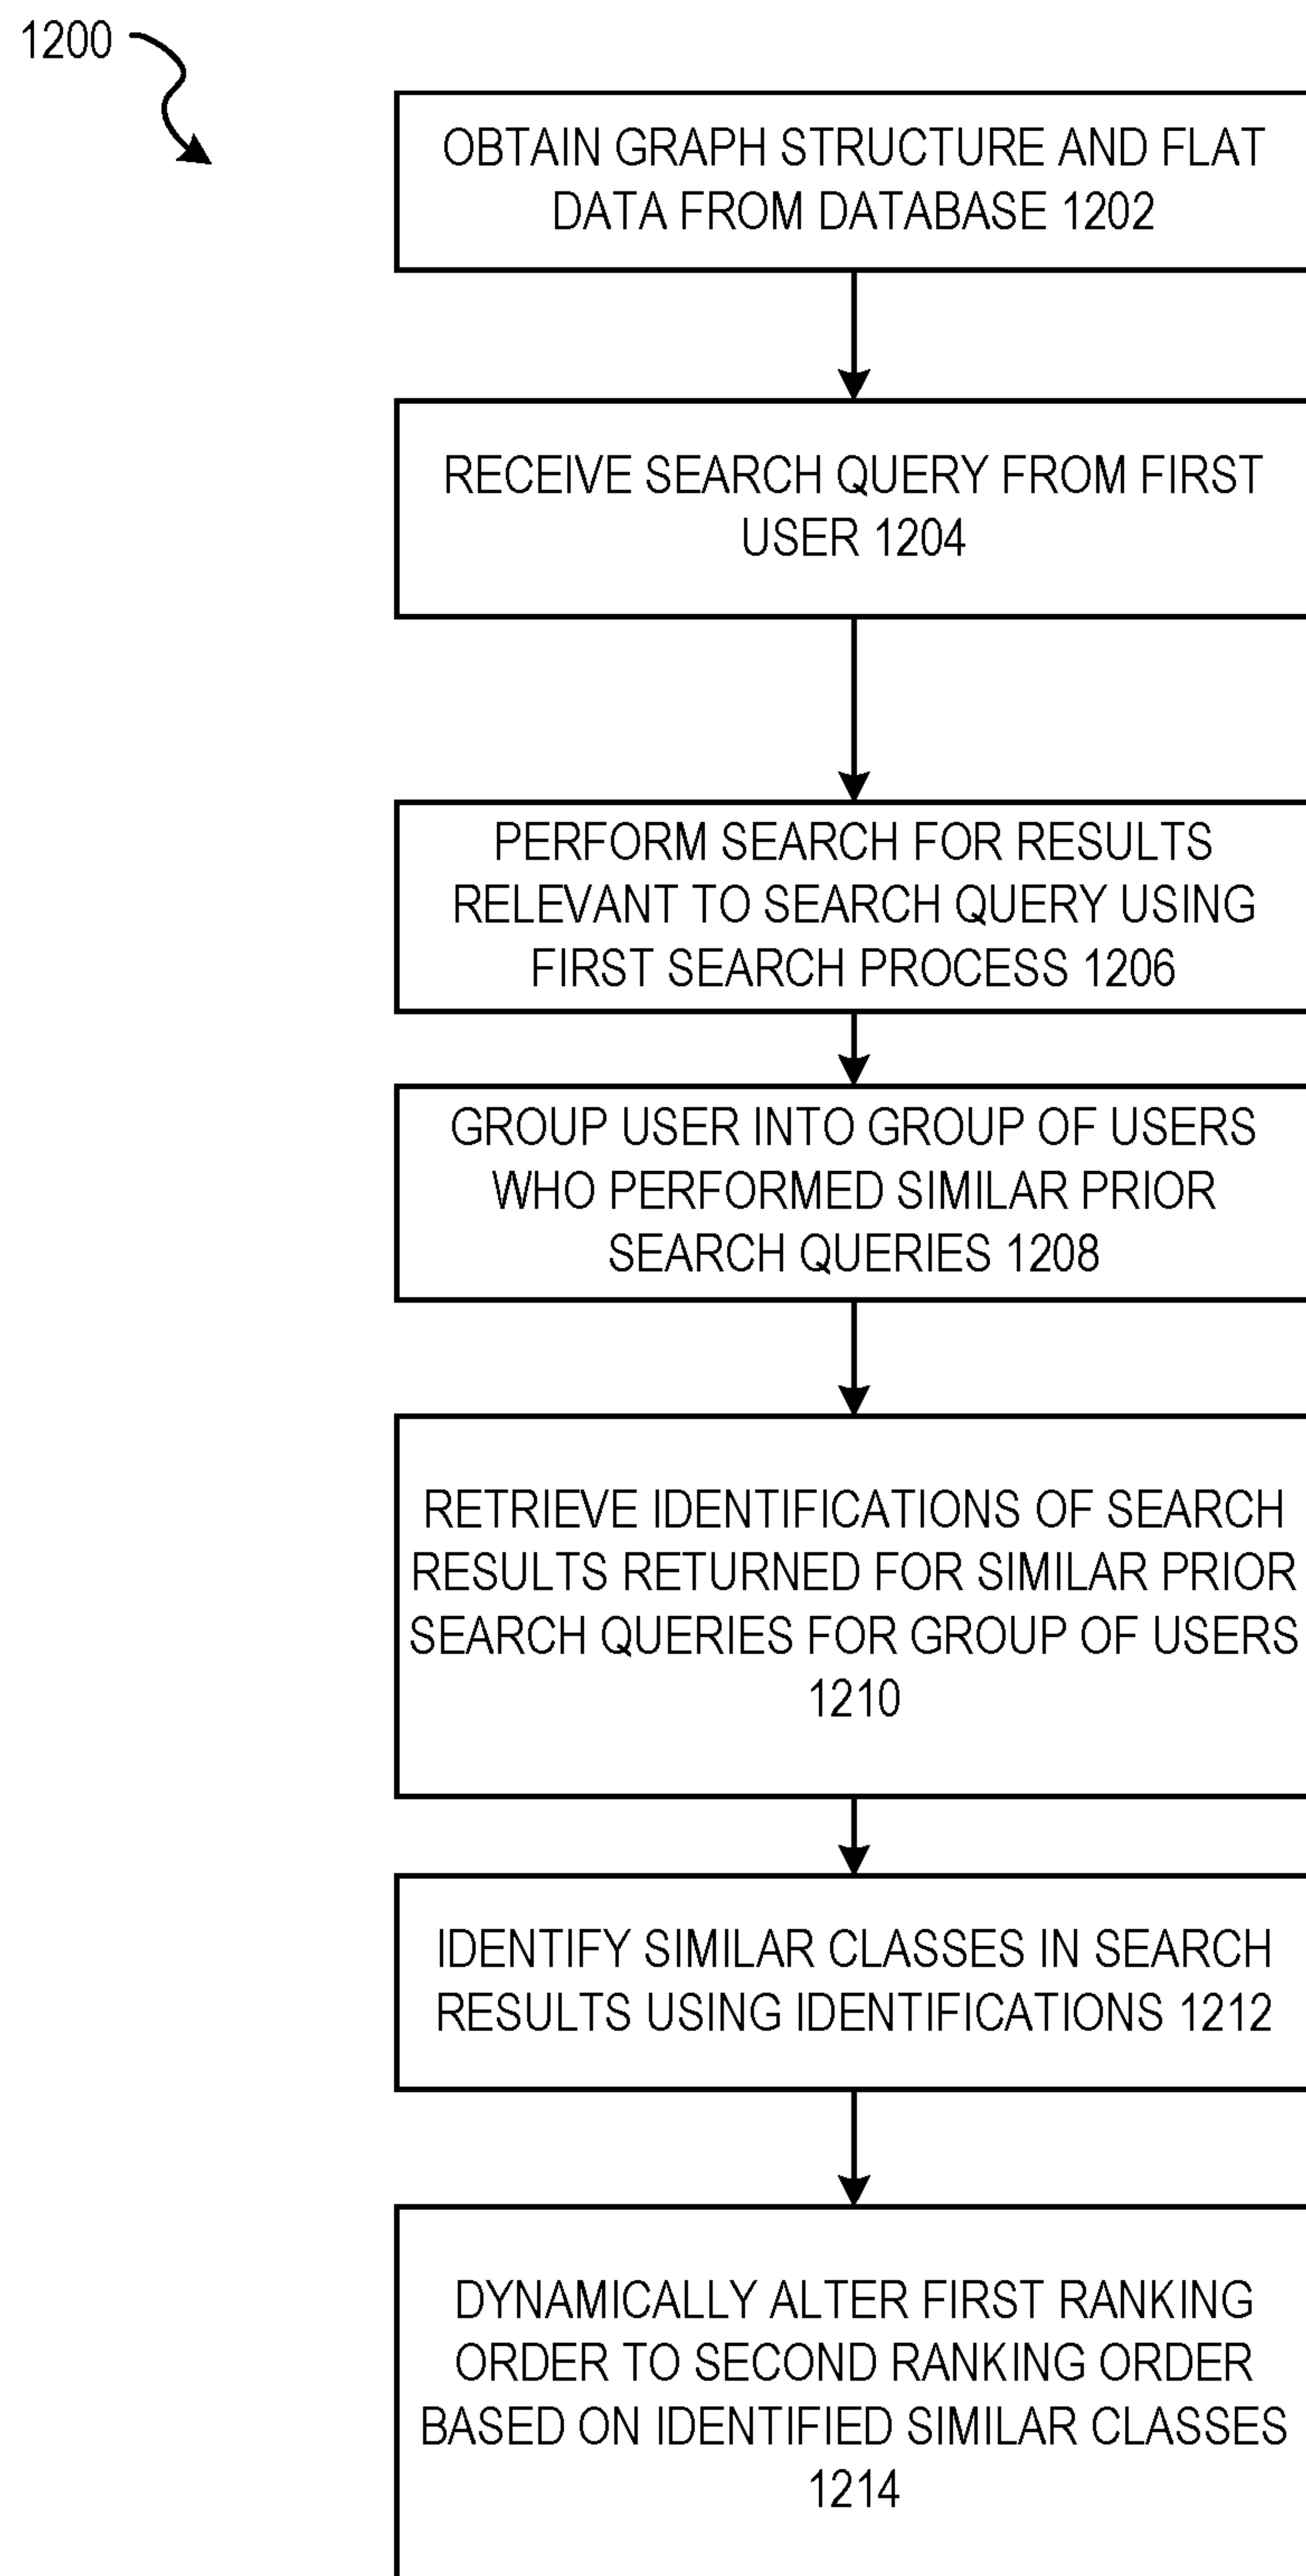 1200
OBTAIN GRAPH STRUCTURE AND FLAT
DATA FROM DATABASE 1202
RECEIVE SEARCH QUERY FROM FIRST
USER 1204
PERFORM SEARCH FOR RESULTS
RELEVANT TO SEARCH QUERY USING
FIRST SEARCH PROCESS 1206
GROUP USER INTO GROUP OF USERS
WHO PERFORMED SIMILAR PRIOR
SEARCH QUERIES 1208
RETRIEVE IDENTIFICATIONS OF SEARCH
RESULTS RETURNED FOR SIMILAR PRIOR
SEARCH QUERIES FOR GROUP OF USERS
1210
IDENTIFY SIMILAR CLASSES IN SEARCH
RESULTS USING IDENTIFICATIONS 1212
DYNAMICALLY ALTER FIRST RANKING
ORDER TO SECOND RANKING ORDER
BASED ON IDENTIFIED SIMILAR CLASSES
1214